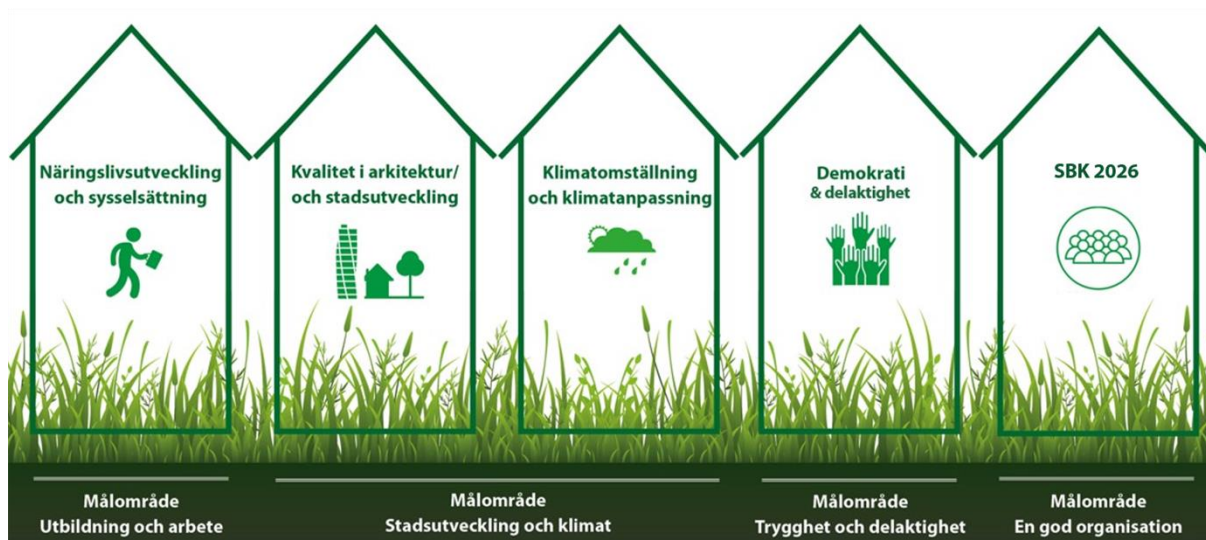 Näringslivsutveckling
och sysselsättning
Kvalitet i arkitektur/
och stadsutveckling
Klimatomställning
och klimatanpassning
Demokrati
& delaktighet
SBK 2026
Målområde
Utbildning och arbete
Målområde
Stadsutveckling och klimat
Målområde
Trygghet och delaktighet
Målområde
En god organisation